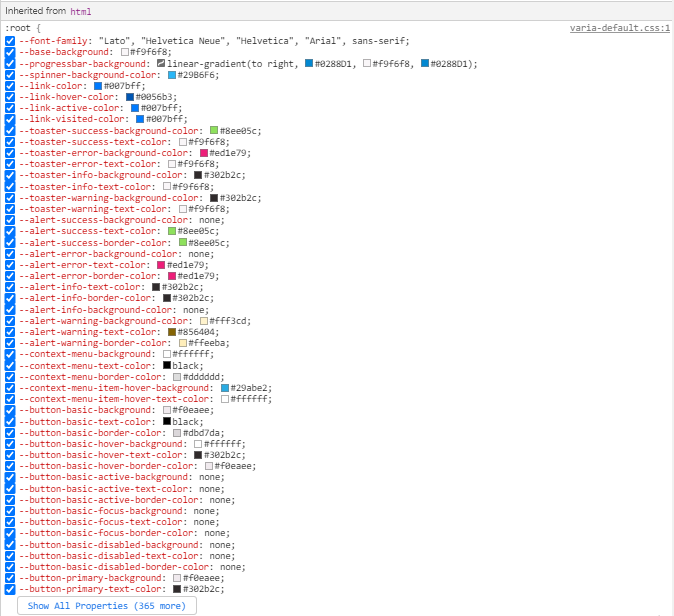 Inherited from html
:root { varia-default.css:1
--font-family: "Lato", "Helvetica Neue", "Helvetica", "Arial", sans-serif;
--base-background: #f9f6f8;
--progressbar-background: linear-gradient(to right, #0288D1, #f9f6f8, #0288D1);
--spinner-background-color: #29B6F6;
--link-color: #007bff;
--link-hover-color: #0056b3;
--link-active-color: #007bff;
--link-visited-color: #007bff;
--toaster-success-background-color: #8ee05c;
--toaster-success-text-color: #f9f6f8;
--toaster-error-background-color: #ed1e79;
--toaster-error-text-color: #f9f6f8;
--toaster-info-background-color: #302b2c;
--toaster-info-text-color: #f9f6f8;
--toaster-warning-background-color: #302b2c;
--toaster-warning-text-color: #f9f6f8;
--alert-success-background-color: none;
--alert-success-text-color: #8ee05c;
--alert-success-border-color: #8ee05c;
--alert-error-background-color: none;
--alert-error-text-color: #ed1e79;
--alert-error-border-color: #ed1e79;
--alert-info-text-color: #302b2c;
--alert-info-border-color: #302b2c;
--alert-info-background-color: none;
--alert-warning-background-color: #fff3cd;
--alert-warning-text-color: #856404;
--alert-warning-border-color: #ffeeba;
--context-menu-background: #ffffff;
--context-menu-text-color: black;
--context-menu-border-color: #dddddd;
--context-menu-item-hover-background: #29abe2;
--context-menu-item-hover-text-color: #ffffff;
--button-basic-background: #f0eaee;
--button-basic-text-color: black;
--button-basic-border-color: #dbd7da;
--button-basic-hover-background: #ffffff;
--button-basic-hover-text-color: #302b2c;
--button-basic-hover-border-color: #f0eaee;
--button-basic-active-background: none;
--button-basic-active-text-color: none;
--button-basic-active-border-color: none;
--button-basic-focus-background: none;
--button-basic-focus-text-color: none;
--button-basic-focus-border-color: none;
--button-basic-disabled-background: none;
--button-basic-disabled-text-color: none;
--button-basic-disabled-border-color: none;
--button-primary-background: #f0eaee;
--button-primary-text-color: #302b2c;
Show All Properties (365 more)